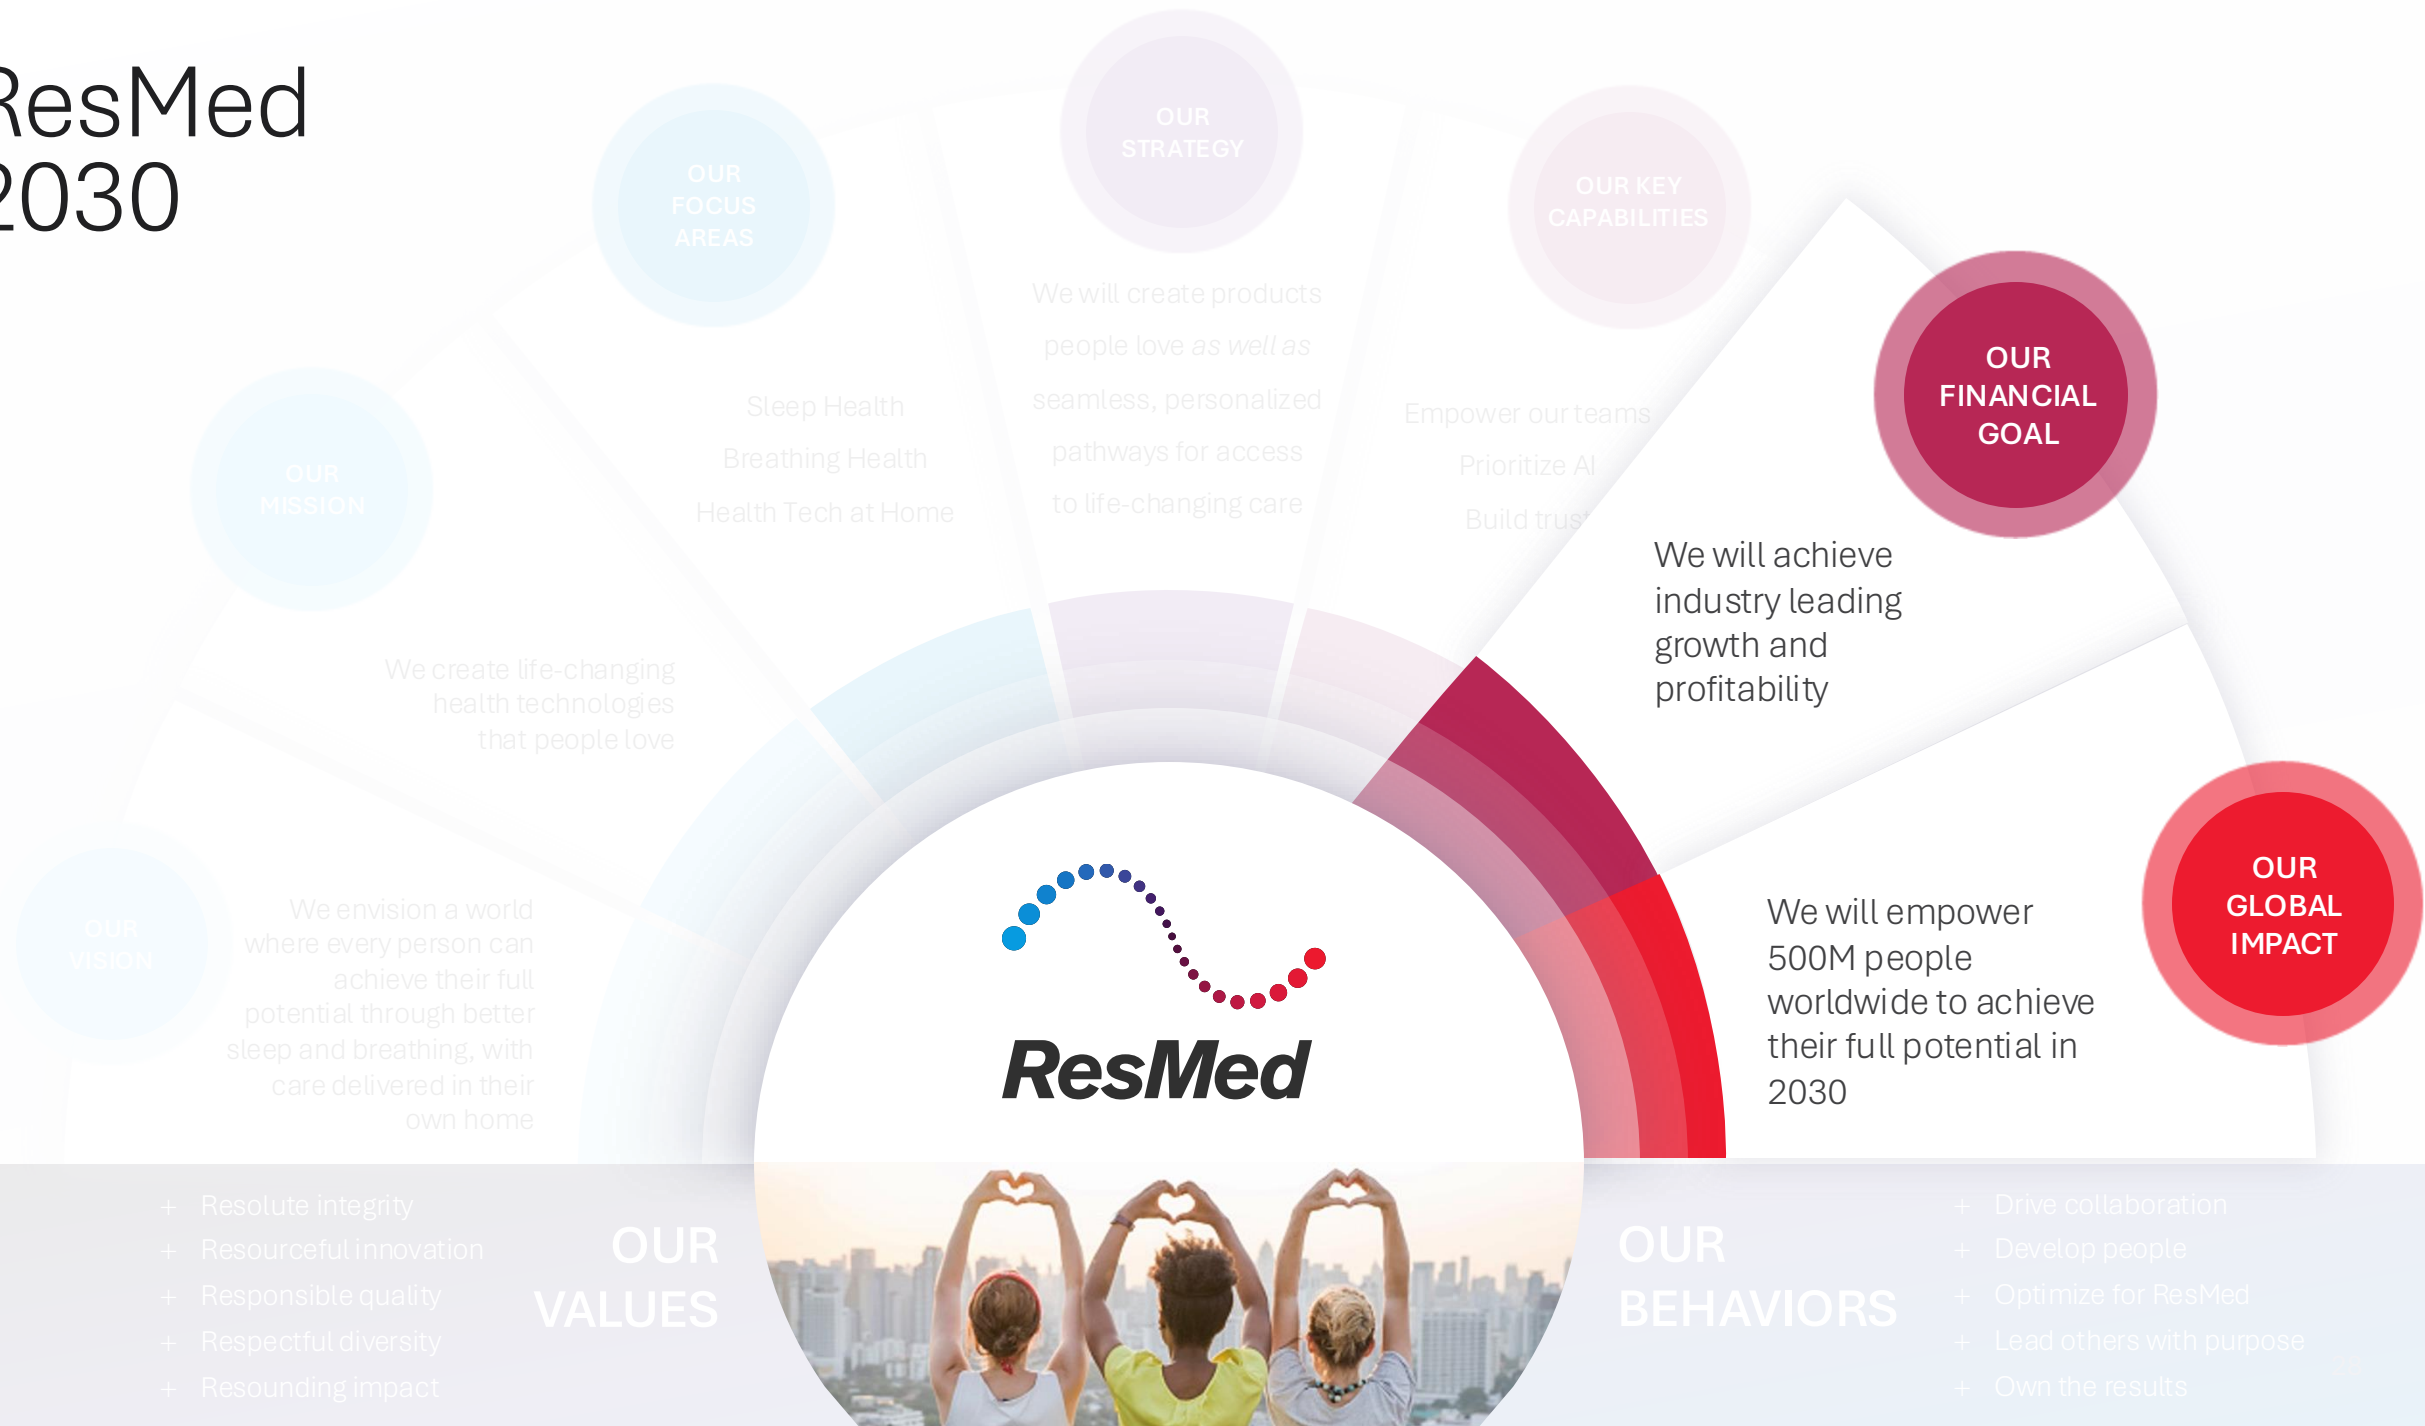 ResMed
2030
OUR
VISION
We envision a world
where every person can
achieve their full
potential through better
sleep and breathing, with
care delivered in their
own home
OUR
MISSION
We create life-changing
health technologies
that people love
OUR
FOCUS
AREAS
Sleep Health
Breathing Health
Health Tech at Home
OUR
STRATEGY
We will create products
people love as well as
seamless, personalized
pathways for access
to life-changing care
OUR KEY
CAPABILITIES
Empower our teams
Prioritize AI
Build trust
OUR
FINANCIAL
GOAL
We will achieve
industry leading
growth and
profitability
OUR
GLOBAL
IMPACT
We will empower
500M people
worldwide to achieve
their full potential in
2030
ResMed
+ Resolute integrity
+ Resourceful innovation
+ Responsible quality
+ Respectful diversity
+ Resounding impact
OUR
VALUES
OUR
BEHAVIORS
+ Drive collaboration
+ Develop people
+ Optimize for ResMed
+ Lead others with purpose
+ Own the results